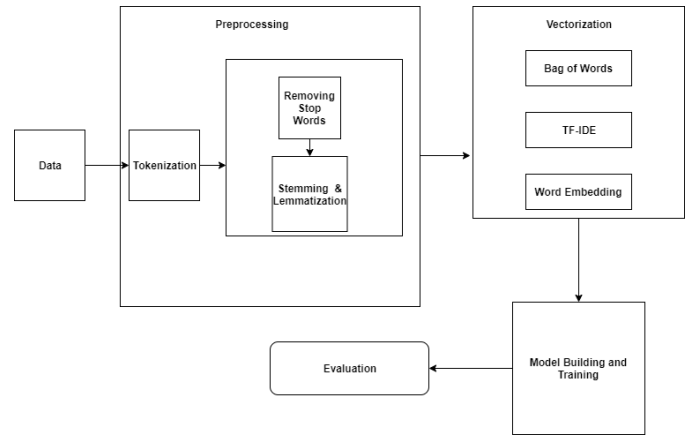 Preprocessing
Vectorization
Data
Tokenization
Removing
Stop
Words
Stemming &
Lemmatization
Bag of Words
TF-IDE
Word Embedding
Model Building and
Training
Evaluation